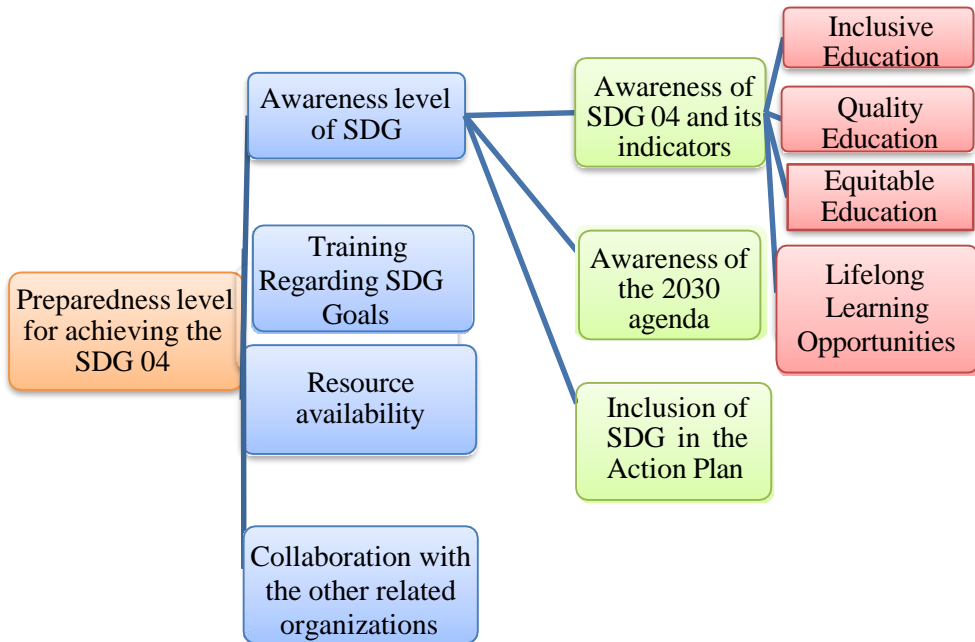 Preparedness level
for achieving the
SDG 04
Awareness level
of SDG
Training
Regarding SDG
Goals
Resource
availability
Collaboration with
the other related
organizations
Awareness of
SDG 04 and its
indicators
Awareness of
the 2030
agenda
Inclusion of
SDG in the
Action Plan
Inclusive
Education
Quality
Education
Equitable
Education
Lifelong
Learning
Opportunities